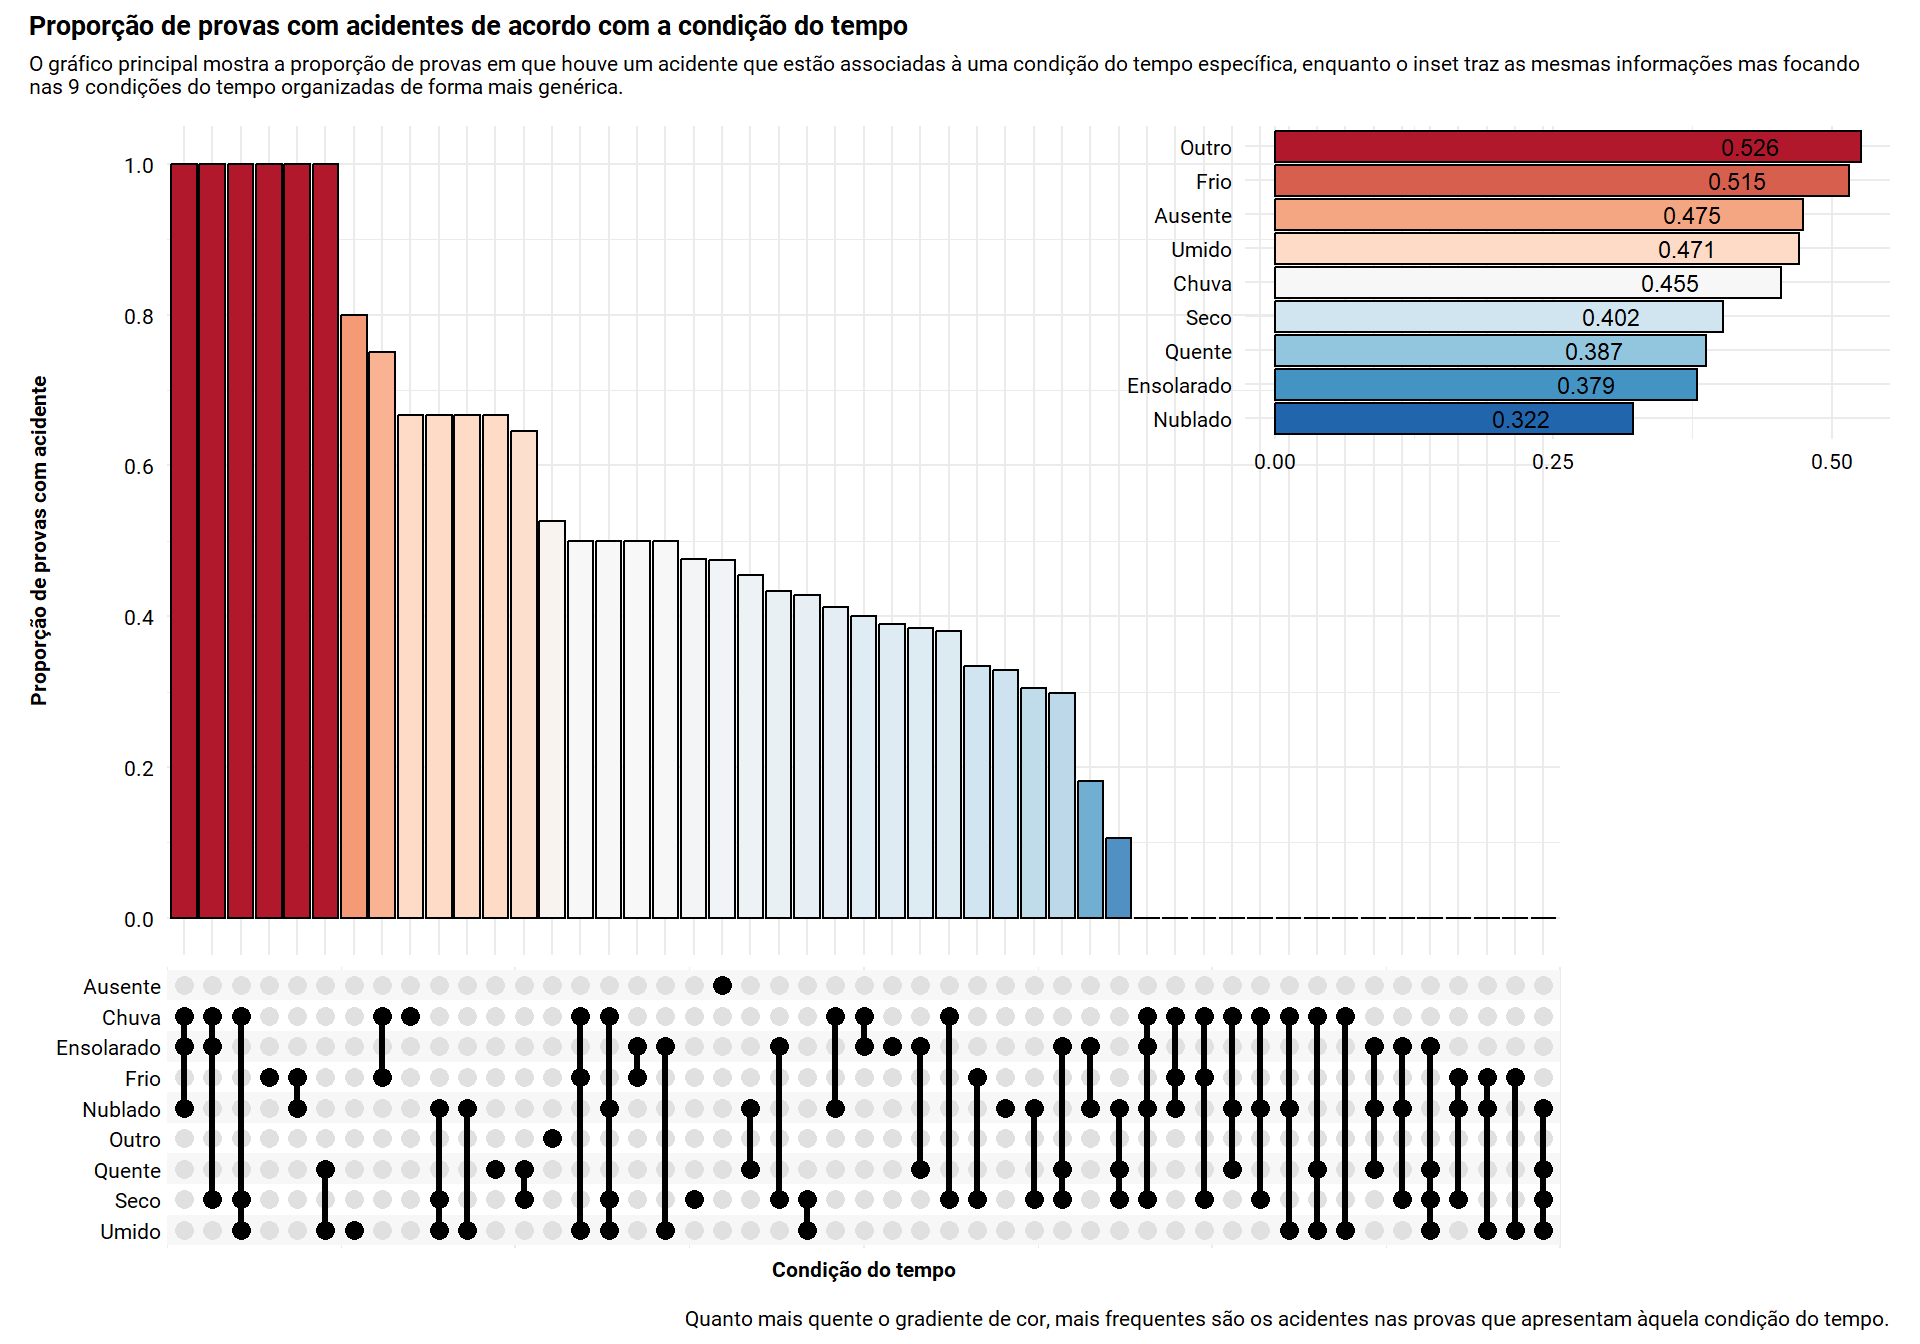 Proporção de provas com acidentes de acordo com a condição do tempo
O gráfico principal mostra a proporção de provas em que houve um acidente que estão associadas à uma condição do tempo específica, enquanto o inset traz as mesmas informações mas focando
nas 9 condições do tempo organizadas de forma mais genérica.
Proporção de provas com acidente
1.0
0.8
0.6
0.4
0.2
0.0
Outro 0.526
Frio 0.515
Ausente 0.475
Umido 0.471
Chuva 0.455
Seco 0.402
Quente 0.387
Ensolarado 0.379
Nublado 0.322
0.00 0.25 0.50
Ausente
Chuva
Ensolarado
Frio
Nublado
Outro
Quente
Seco
Umido
Condição do tempo
Quanto mais quente o gradiente de cor, mais frequentes são os acidentes nas provas que apresentam àquela condição do tempo.